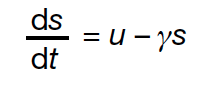 ds/dt = u − γs